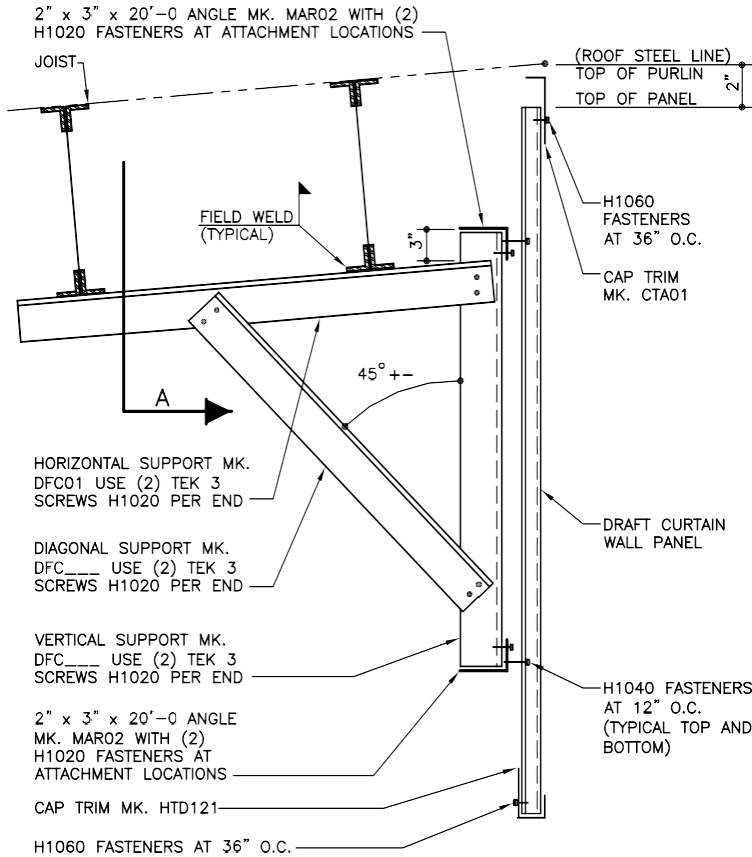 2" x 3" x 20'-0 ANGLE MK. MAR02 WITH (2)
H1020 FASTENERS AT ATTACHMENT LOCATIONS
JOIST
(ROOF STEEL LINE)
TOP OF PURLIN
TOP OF PANEL
2"
FIELD WELD
(TYPICAL)
3"
H1060
FASTENERS
AT 36" O.C.
CAP TRIM
MK. CTA01
45° +-
A
HORIZONTAL SUPPORT MK.
DFC01 USE (2) TEK 3
SCREWS H1020 PER END
DIAGONAL SUPPORT MK.
DFC___ USE (2) TEK 3
SCREWS H1020 PER END
DRAFT CURTAIN
WALL PANEL
VERTICAL SUPPORT MK.
DFC___ USE (2) TEK 3
SCREWS H1020 PER END
H1040 FASTENERS
AT 12" O.C.
(TYPICAL TOP AND
BOTTOM)
2" x 3" x 20'-0 ANGLE
MK. MAR02 WITH (2)
H1020 FASTENERS AT
ATTACHMENT LOCATIONS
CAP TRIM MK. HTD121
H1060 FASTENERS AT 36" O.C.